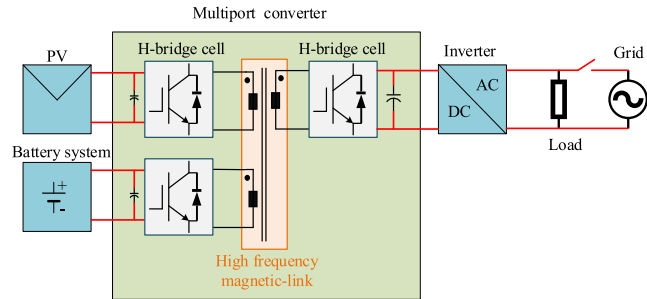 Multiport converter
PV
H-bridge cell
H-bridge cell
Inverter
Grid
AC
DC
Load
Battery system
+
-
High frequency
magnetic-link